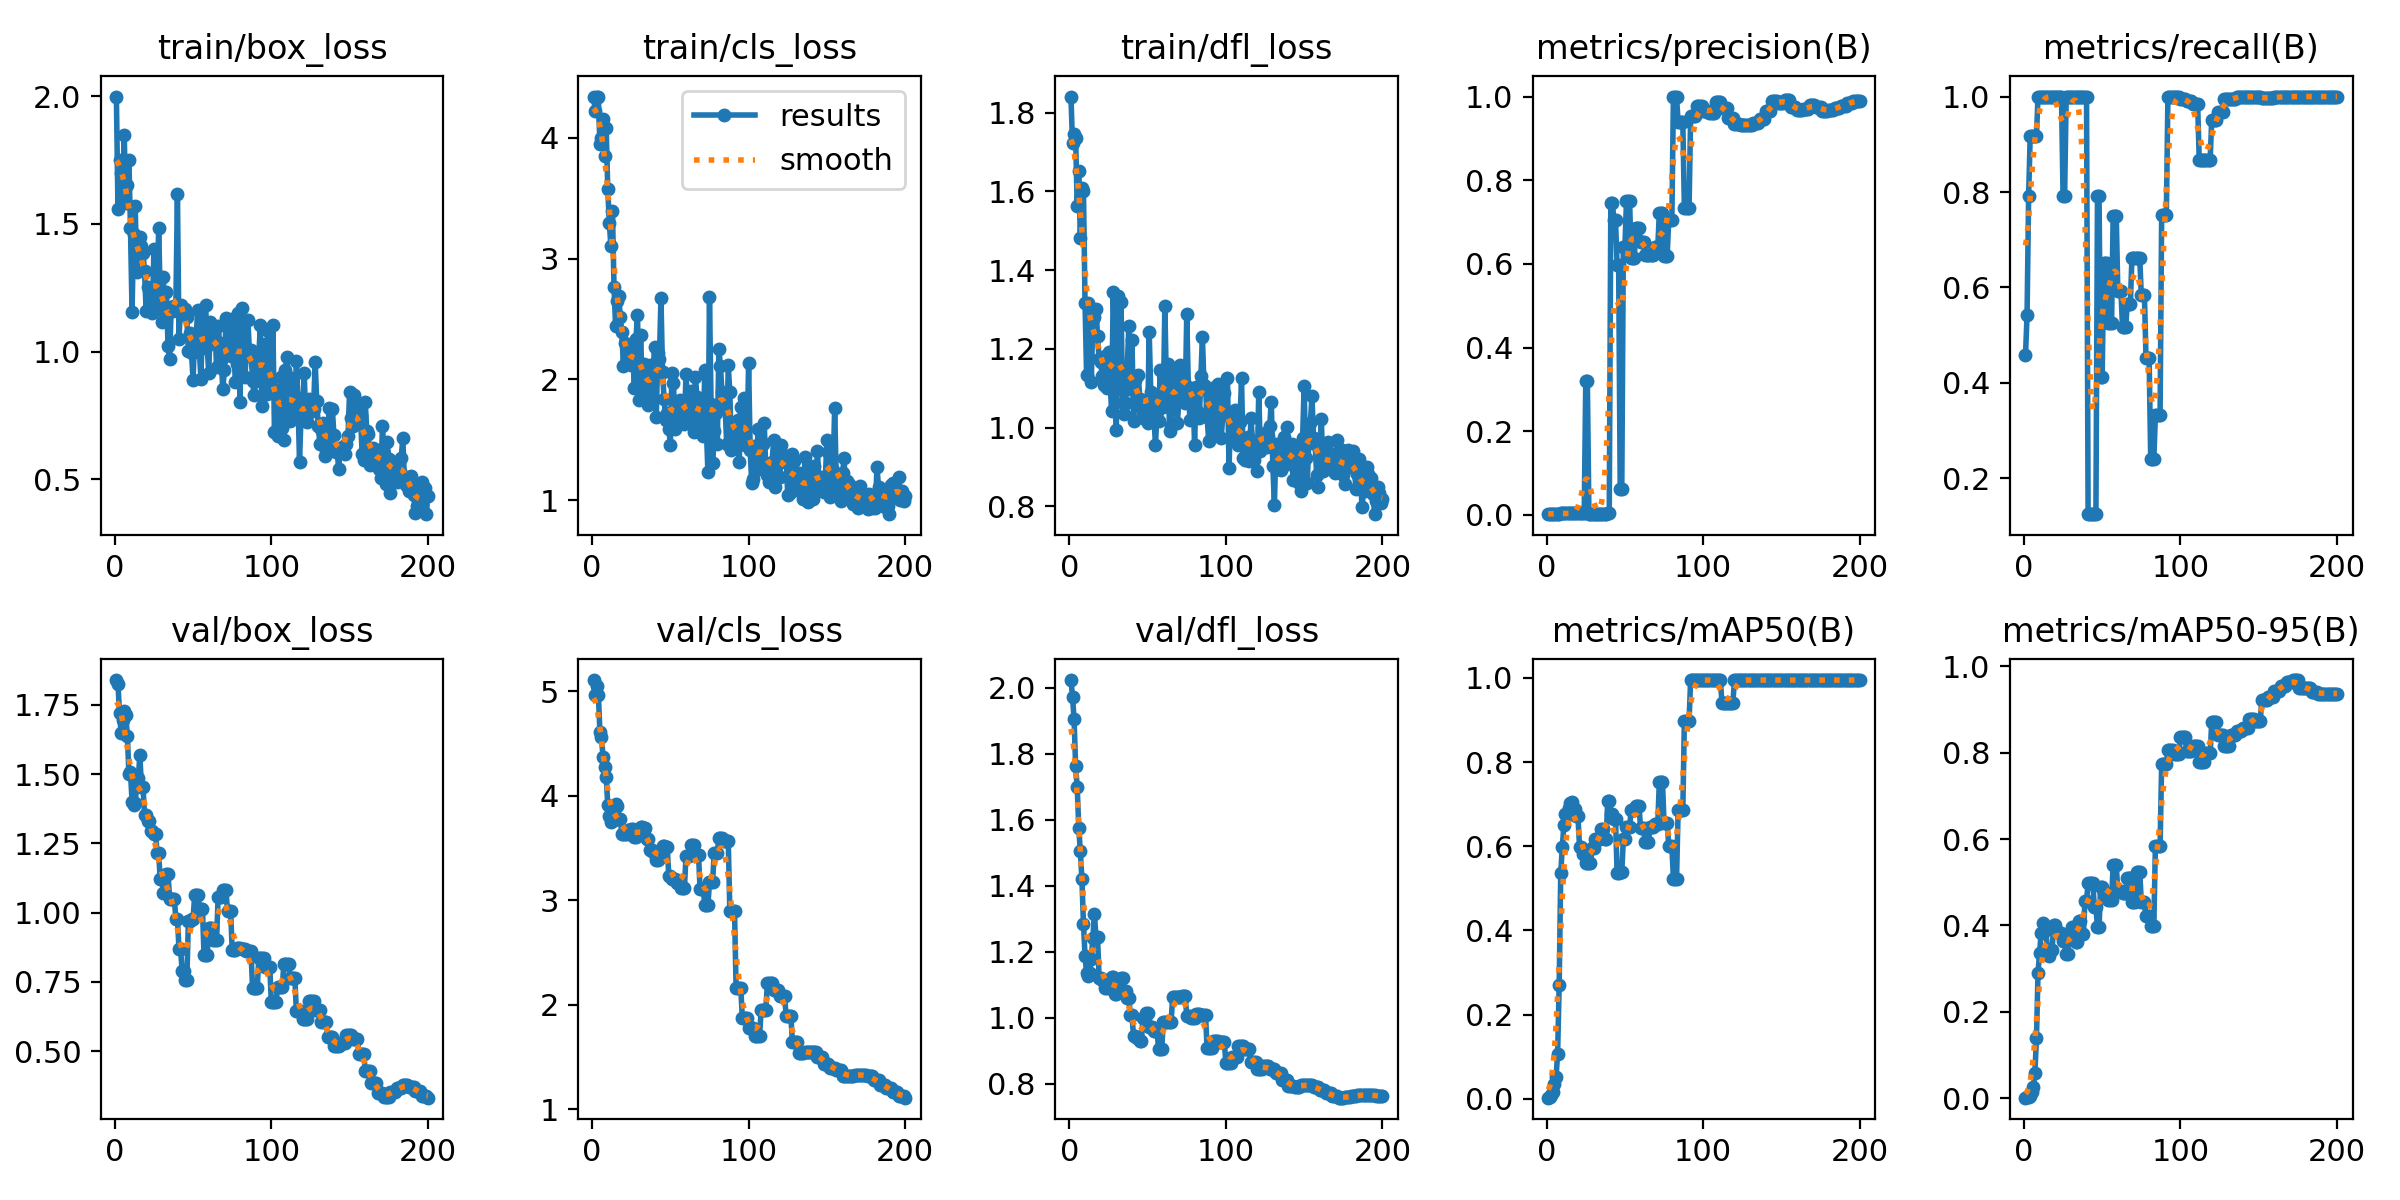 train/box_loss
2.0
1.5
1.0
0.5
0 100 200
train/cls_loss
results
smooth
4
3
2
1
0 100 200
train/dfl_loss
1.8
1.6
1.4
1.2
1.0
0.8
0 100 200
metrics/precision(B)
1.0
0.8
0.6
0.4
0.2
0.0
0 100 200
metrics/recall(B)
1.0
0.8
0.6
0.4
0.2
0 100 200
val/box_loss
1.75
1.50
1.25
1.00
0.75
0.50
0 100 200
val/cls_loss
5
4
3
2
1
0 100 200
val/dfl_loss
2.0
1.8
1.6
1.4
1.2
1.0
0.8
0 100 200
metrics/mAP50(B)
1.0
0.8
0.6
0.4
0.2
0.0
0 100 200
metrics/mAP50-95(B)
1.0
0.8
0.6
0.4
0.2
0.0
0 100 200